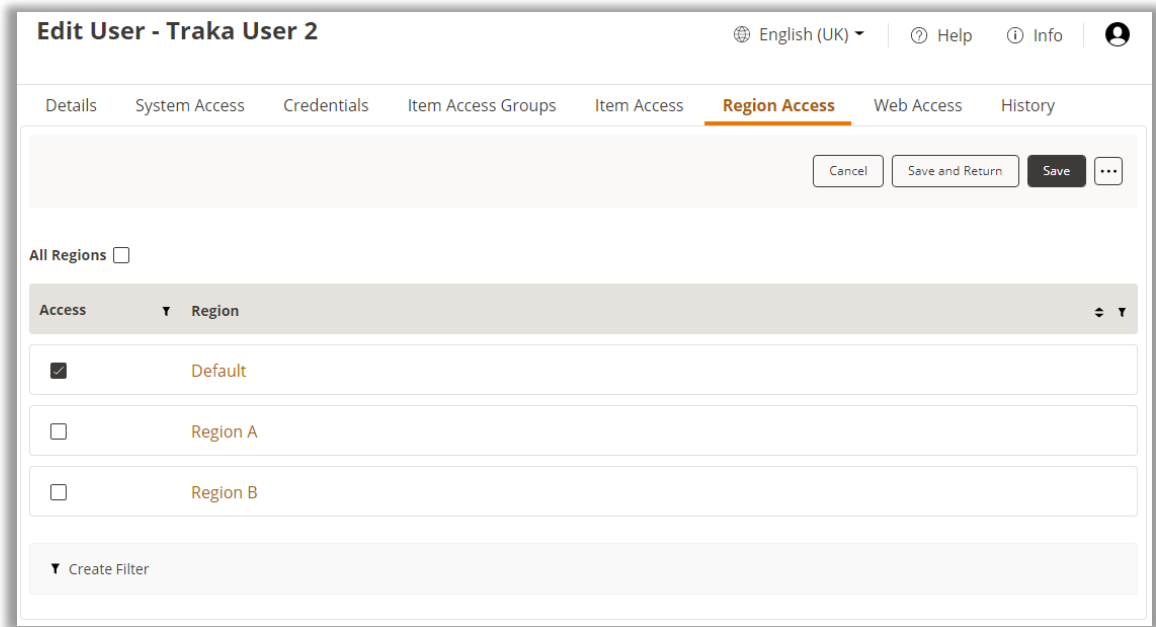 Edit User - Traka User 2
English (UK) Help Info
Details System Access Credentials Item Access Groups Item Access Region Access Web Access History
Cancel Save and Return Save ...
All Regions
Access Region
Default
Region A
Region B
Create Filter